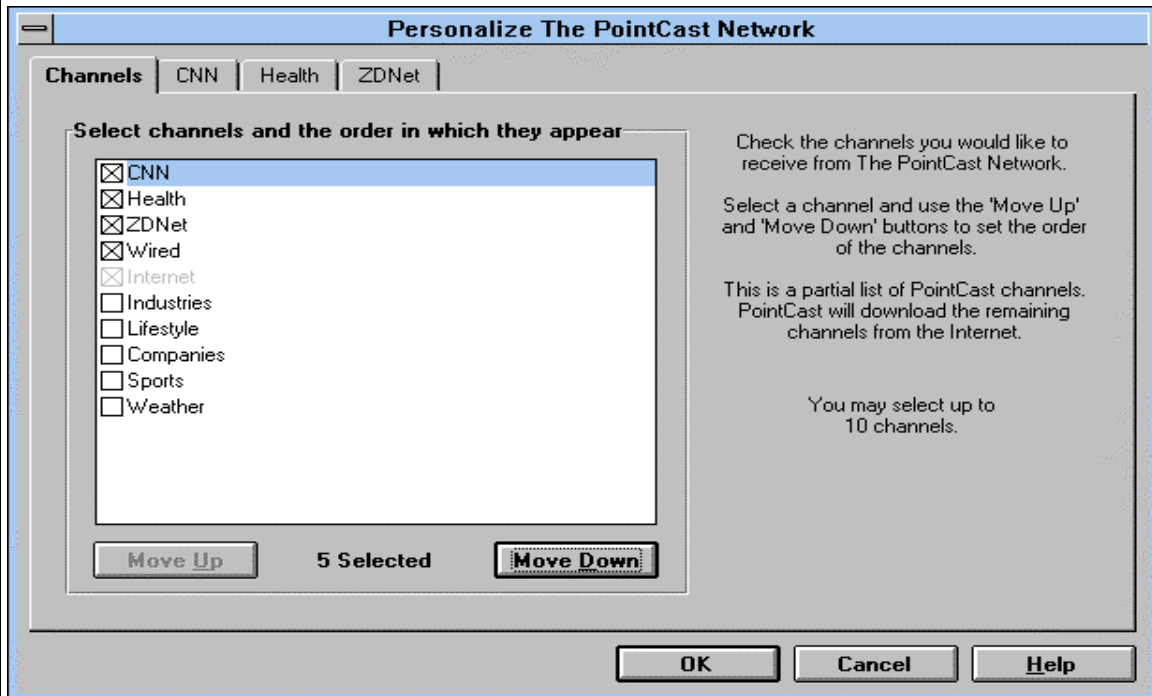 Personalize The PointCast Network
Channels CNN Health ZDNet
Select channels and the order in which they appear
CNN
Health
ZDNet
Wired
Internet
Industries
Lifestyle
Companies
Sports
Weather
Move Up 5 Selected Move Down
Check the channels you would like to
receive from The PointCast Network.
Select a channel and use the 'Move Up'
and 'Move Down' buttons to set the order
of the channels.
This is a partial list of PointCast channels.
PointCast will download the remaining
channels from the Internet.
You may select up to
10 channels.
OK Cancel Help